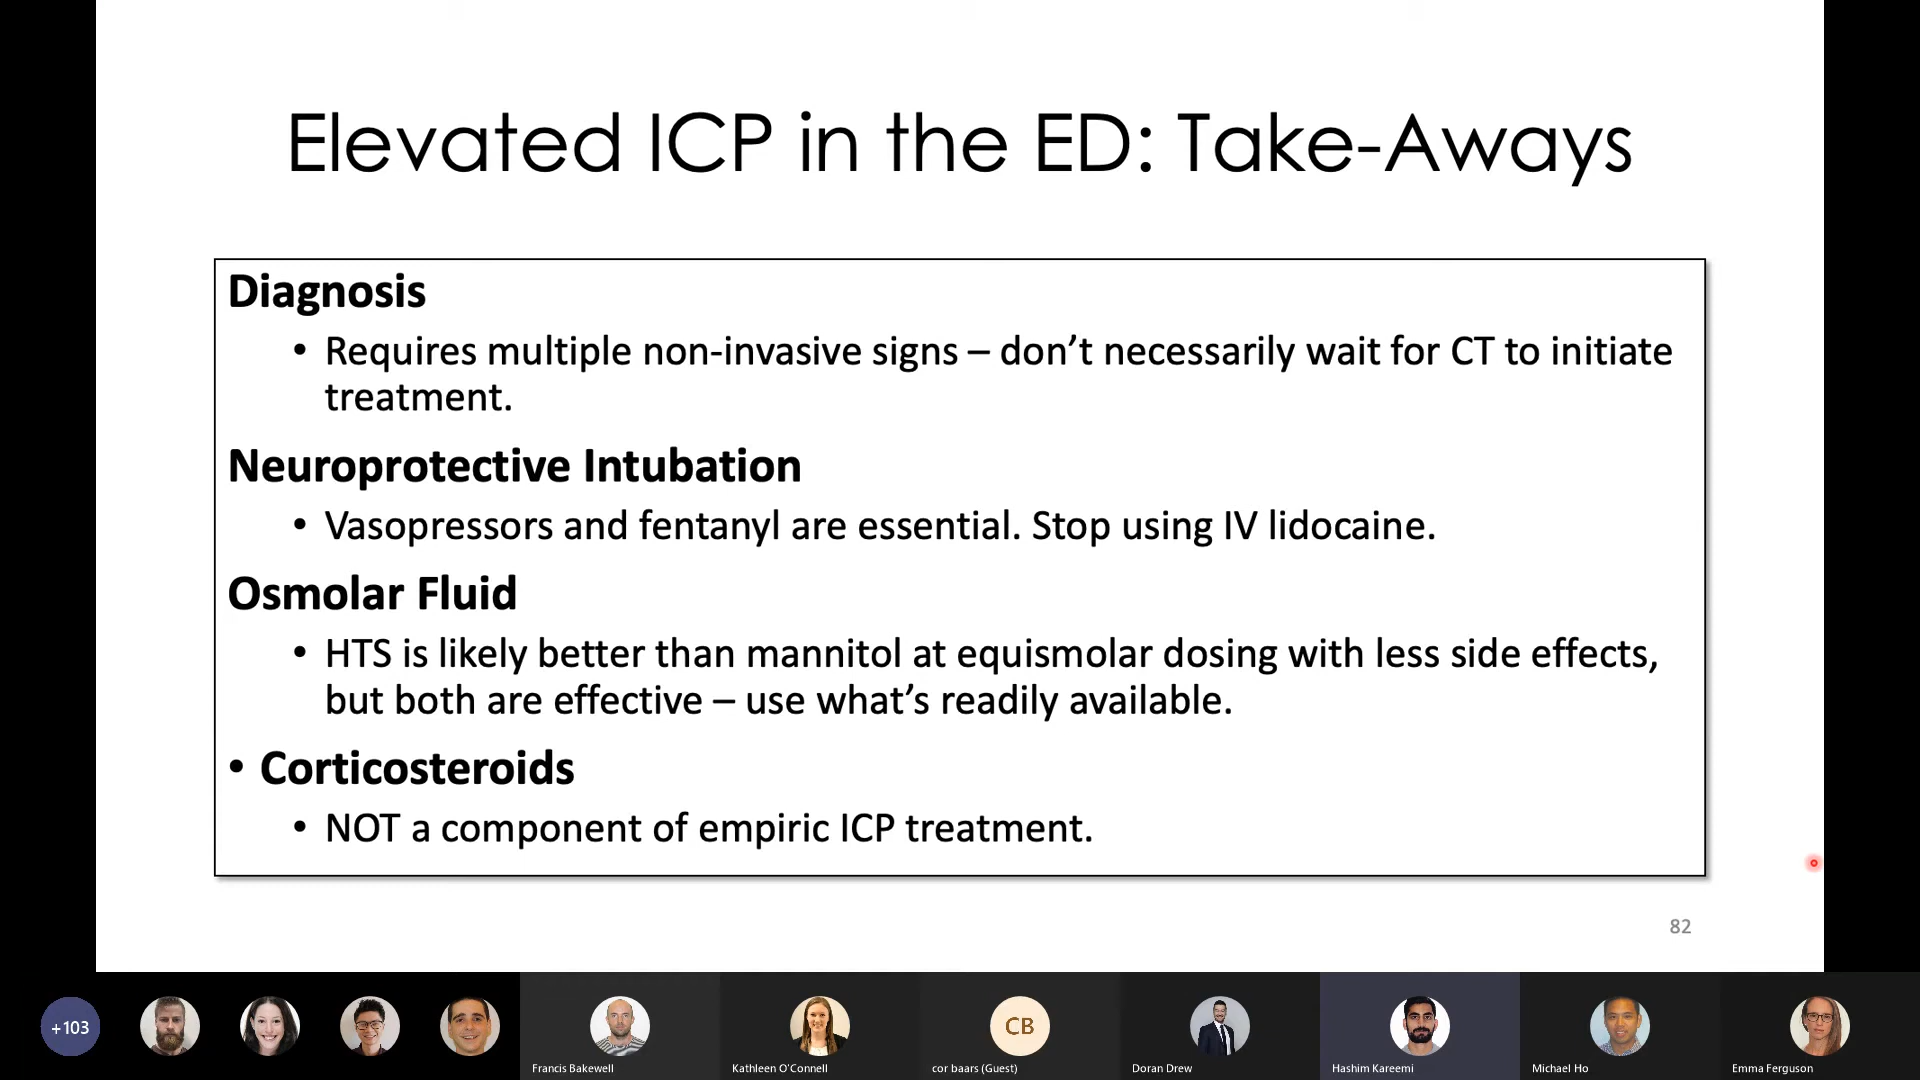 Elevated ICP in the ED: Take-Aways
Diagnosis
• Requires multiple non-invasive signs – don’t necessarily wait for CT to initiate
treatment.
Neuroprotective Intubation
• Vasopressors and fentanyl are essential. Stop using IV lidocaine.
Osmolar Fluid
• HTS is likely better than mannitol at equismolar dosing with less side effects,
but both are effective – use what’s readily available.
• Corticosteroids
• NOT a component of empiric ICP treatment.
82
+103
CB
Francis Bakewell
Kathleen O'Connell
cor baars (Guest)
Doran Drew
Hashim Kareemi
Michael Ho
Emma Ferguson